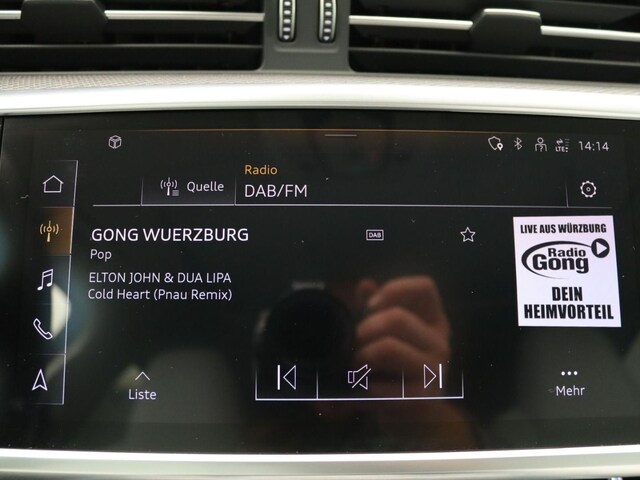 LTE
14:14
Radio
Quelle
DAB/FM
GONG WUERZBURG
DAB
Pop
ELTON JOHN & DUA LIPA
Cold Heart (Pnau Remix)
LIVE AUS WÜRZBURG
Radio
Gong
DEIN
HEIMVORTEIL
Liste
Mehr